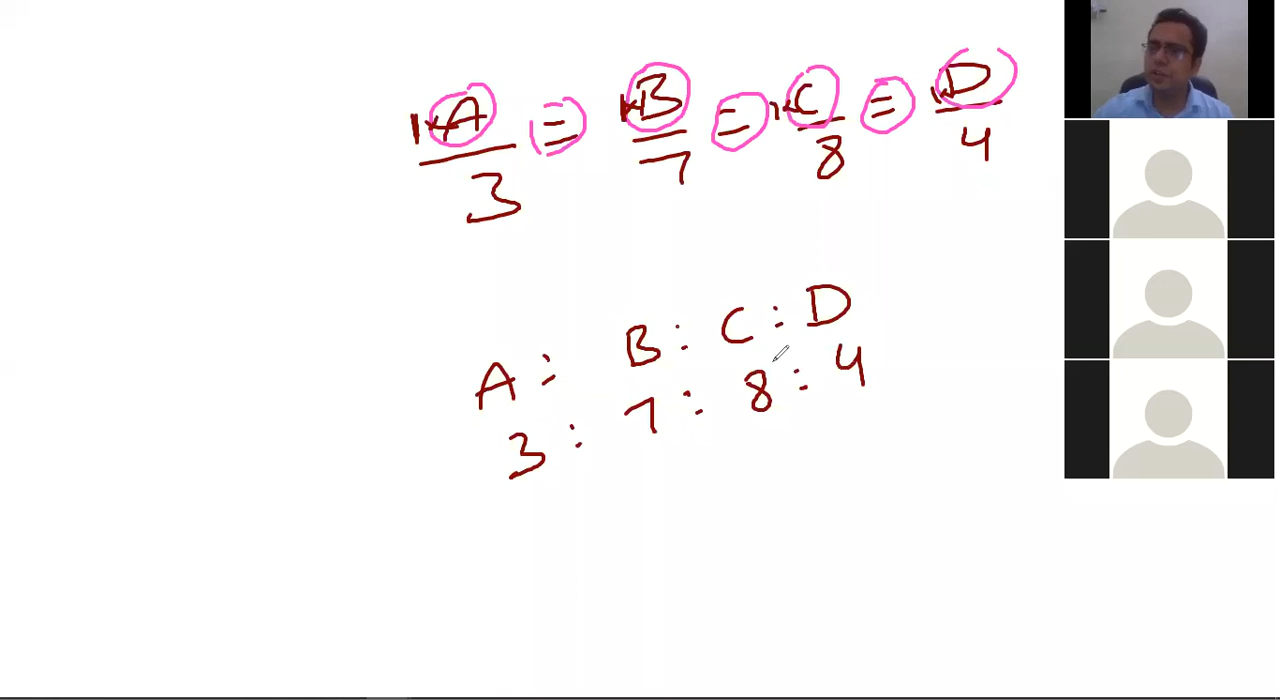 1×A/3 = 1×B/7 = 1×C/8 = 1×D/4
A : B : C : D
3 : 7 : 8 : 4